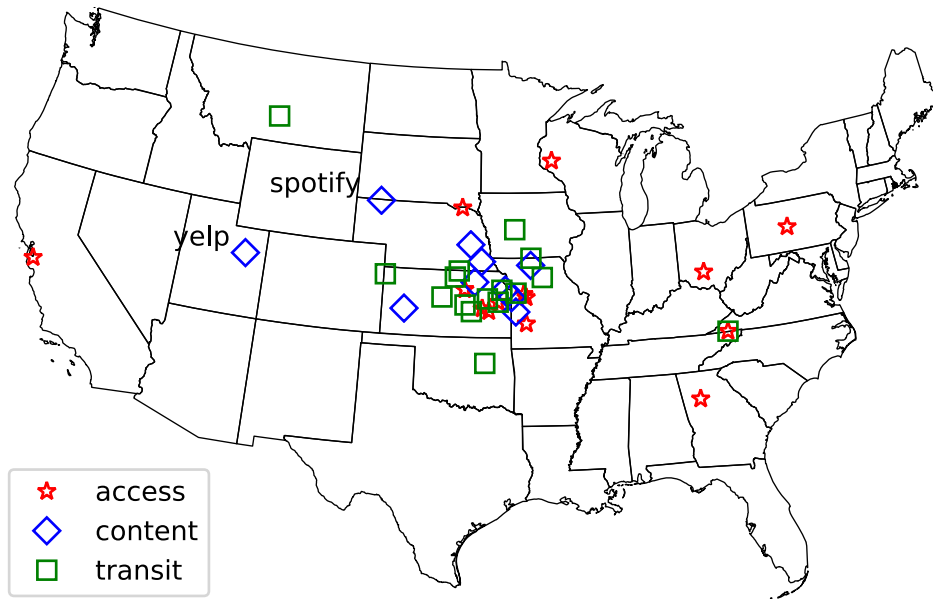 spotify
yelp
access
content
transit